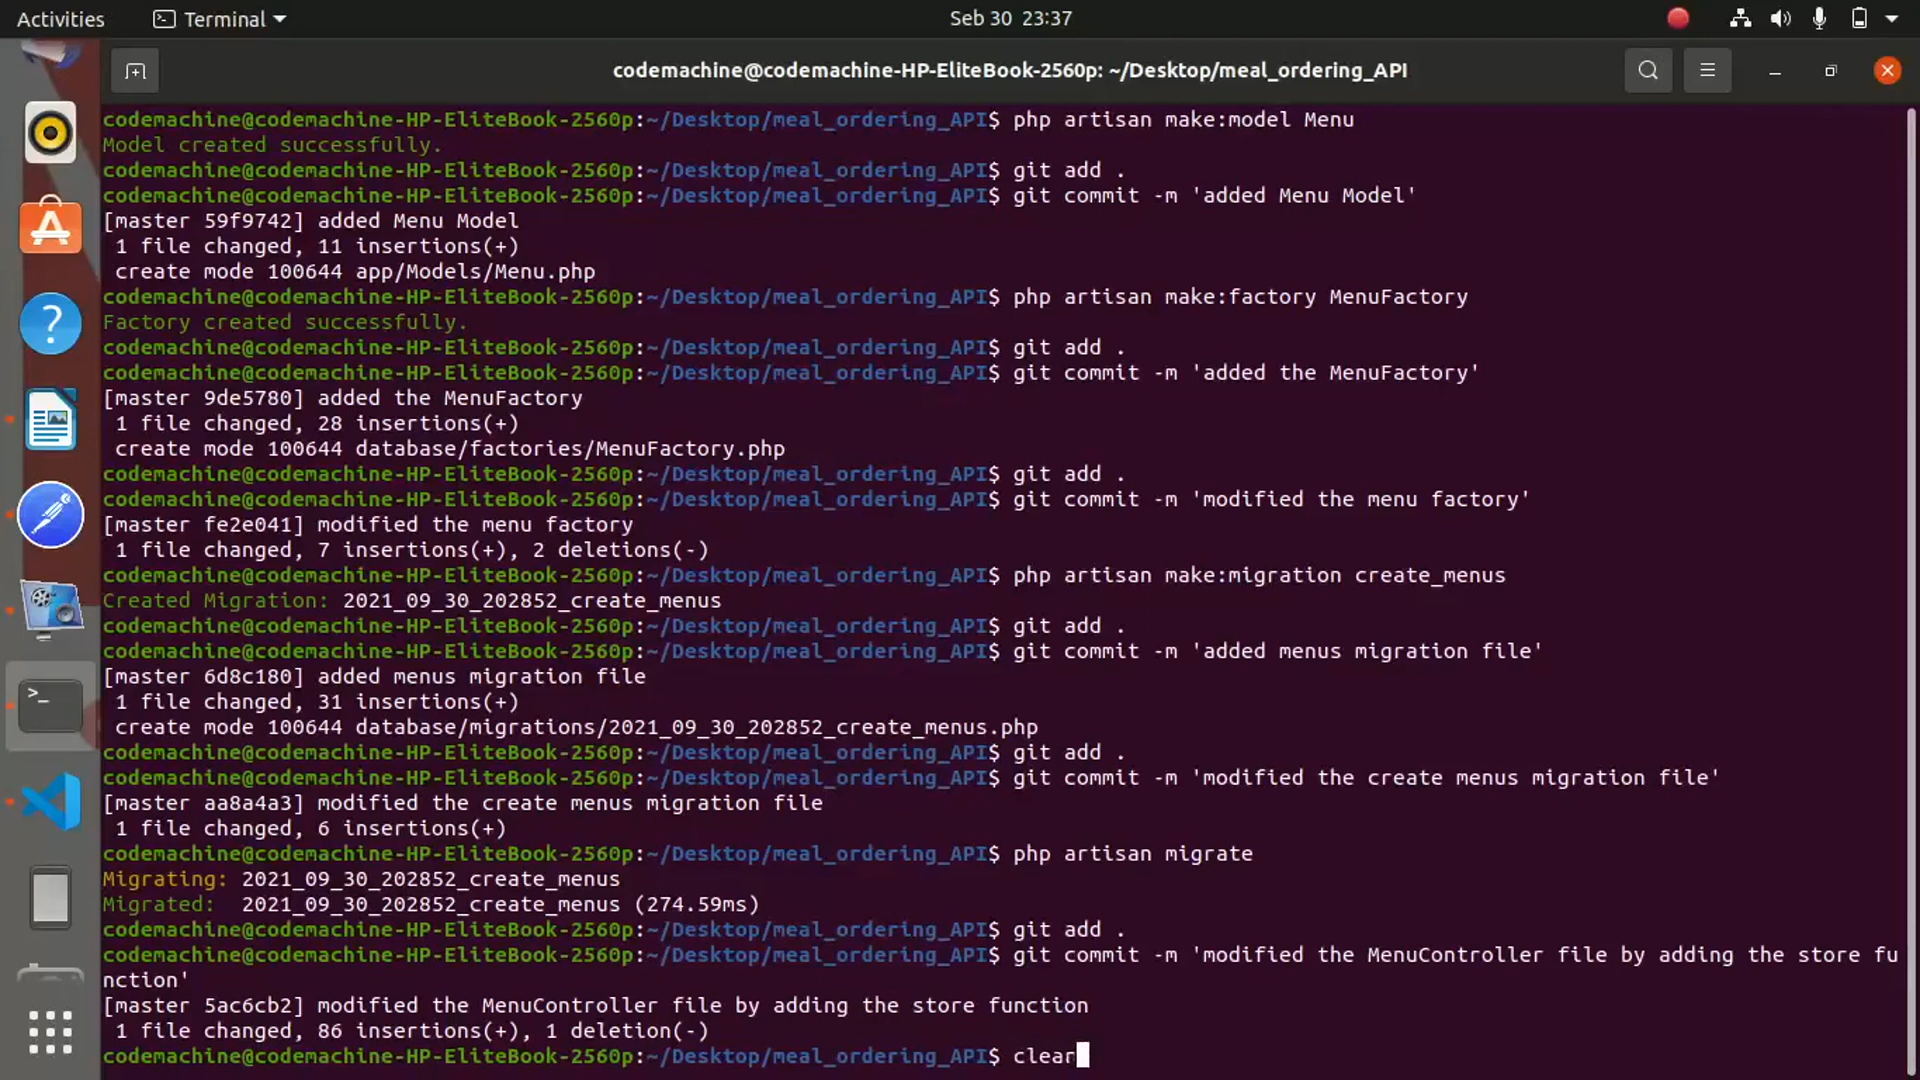 Activities
Terminal
Seb 30 23:37
codemachine@codemachine-HP-EliteBook-2560p: ~/Desktop/meal_ordering_API
codemachine@codemachine-HP-EliteBook-2560p:~/Desktop/meal_ordering_API$ php artisan make:model Menu
Model created successfully.
codemachine@codemachine-HP-EliteBook-2560p:~/Desktop/meal_ordering_API$ git add .
codemachine@codemachine-HP-EliteBook-2560p:~/Desktop/meal_ordering_API$ git commit -m 'added Menu Model'
[master 59f9742] added Menu Model
1 file changed, 11 insertions(+)
create mode 100644 app/Models/Menu.php
codemachine@codemachine-HP-EliteBook-2560p:~/Desktop/meal_ordering_API$ php artisan make:factory MenuFactory
Factory created successfully.
codemachine@codemachine-HP-EliteBook-2560p:~/Desktop/meal_ordering_API$ git add .
codemachine@codemachine-HP-EliteBook-2560p:~/Desktop/meal_ordering_API$ git commit -m 'added the MenuFactory'
[master 9de5780] added the MenuFactory
1 file changed, 28 insertions(+)
create mode 100644 database/factories/MenuFactory.php
codemachine@codemachine-HP-EliteBook-2560p:~/Desktop/meal_ordering_API$ git add .
codemachine@codemachine-HP-EliteBook-2560p:~/Desktop/meal_ordering_API$ git commit -m 'modified the menu factory'
[master fe2e041] modified the menu factory
1 file changed, 7 insertions(+), 2 deletions(-)
codemachine@codemachine-HP-EliteBook-2560p:~/Desktop/meal_ordering_API$ php artisan make:migration create_menus
Created Migration: 2021_09_30_202852_create_menus
codemachine@codemachine-HP-EliteBook-2560p:~/Desktop/meal_ordering_API$ git add .
codemachine@codemachine-HP-EliteBook-2560p:~/Desktop/meal_ordering_API$ git commit -m 'added menus migration file'
[master 6d8c180] added menus migration file
1 file changed, 31 insertions(+)
create mode 100644 database/migrations/2021_09_30_202852_create_menus.php
codemachine@codemachine-HP-EliteBook-2560p:~/Desktop/meal_ordering_API$ git add .
codemachine@codemachine-HP-EliteBook-2560p:~/Desktop/meal_ordering_API$ git commit -m 'modified the create menus migration file'
[master aa8a4a3] modified the create menus migration file
1 file changed, 6 insertions(+)
codemachine@codemachine-HP-EliteBook-2560p:~/Desktop/meal_ordering_API$ php artisan migrate
Migrating: 2021_09_30_202852_create_menus
Migrated:  2021_09_30_202852_create_menus (274.59ms)
codemachine@codemachine-HP-EliteBook-2560p:~/Desktop/meal_ordering_API$ git add .
codemachine@codemachine-HP-EliteBook-2560p:~/Desktop/meal_ordering_API$ git commit -m 'modified the MenuController file by adding the store fu
nction'
[master 5ac6cb2] modified the MenuController file by adding the store function
1 file changed, 86 insertions(+), 1 deletion(-)
codemachine@codemachine-HP-EliteBook-2560p:~/Desktop/meal_ordering_API$ clear